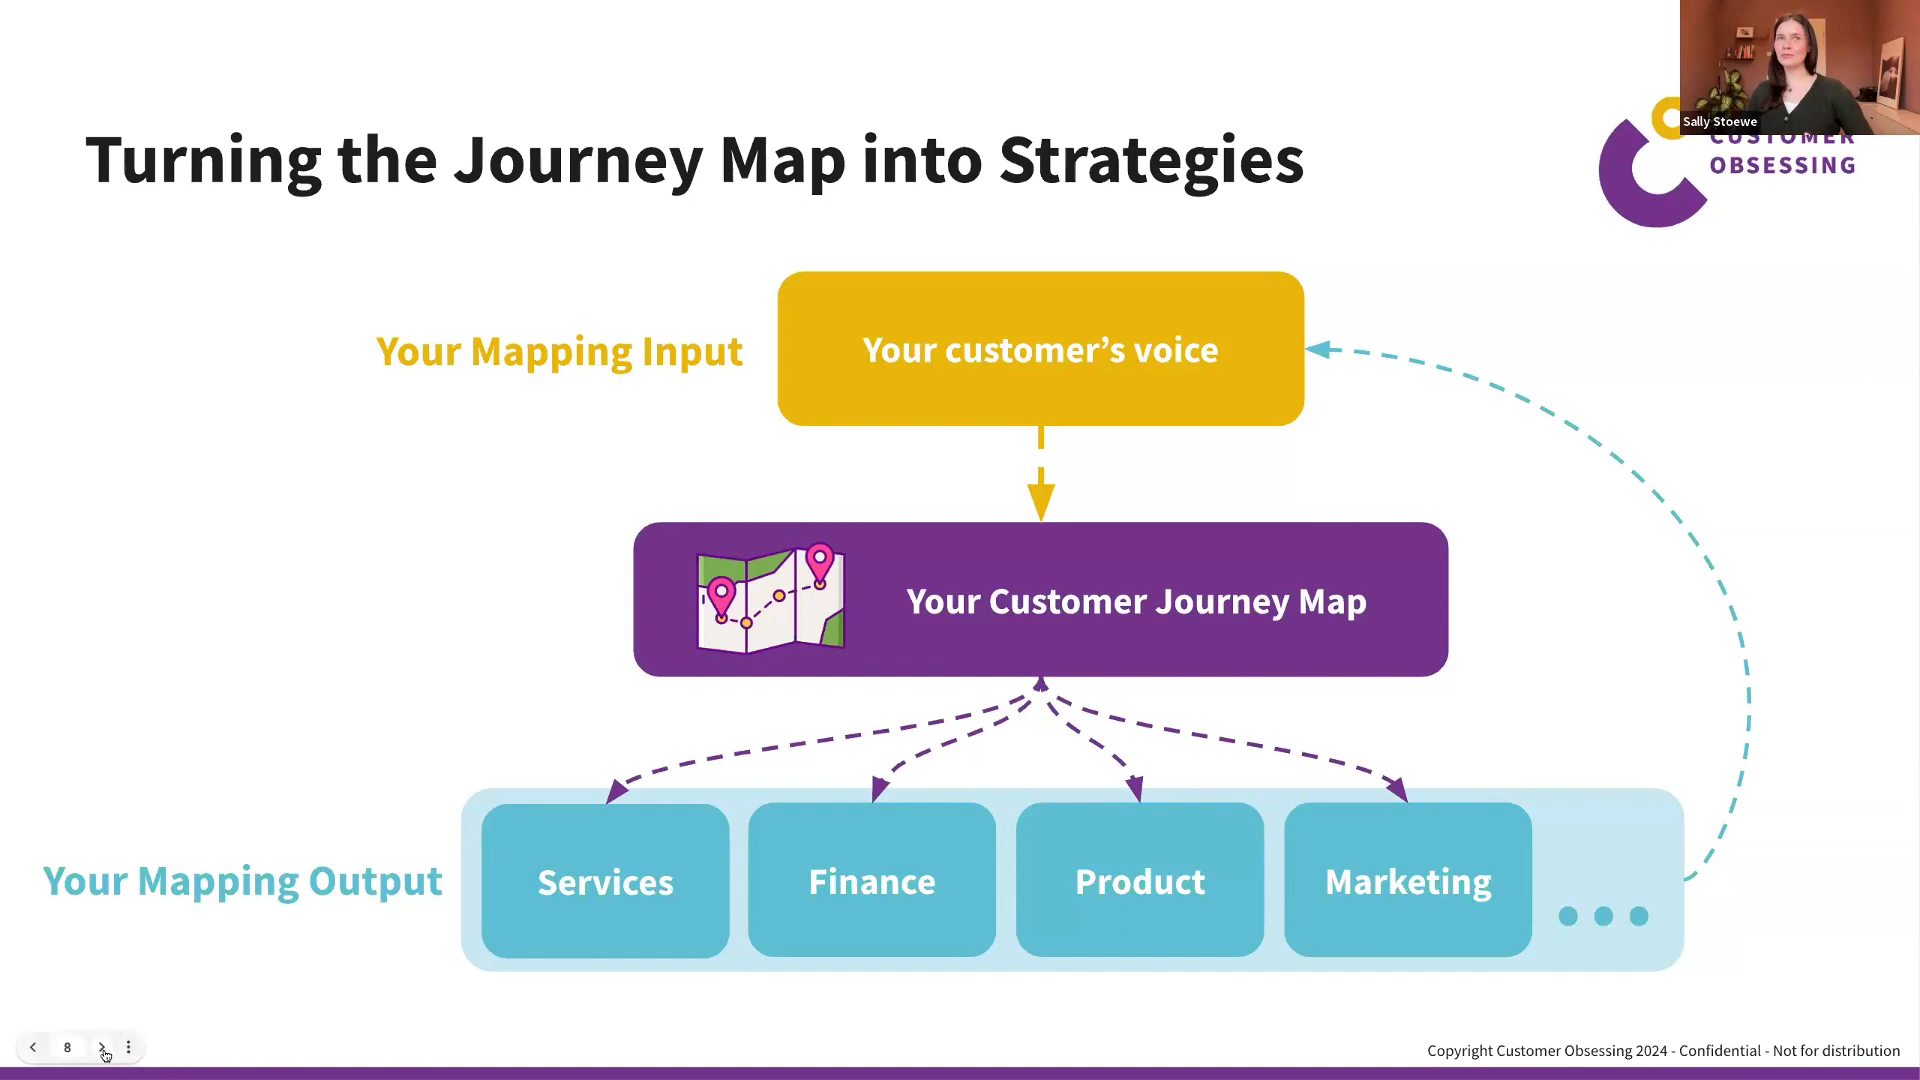 Sally Stoewe
Turning the Journey Map into Strategies
CUSTOMER
OBSESSING
Your Mapping Input
Your customer’s voice
Your Customer Journey Map
Your Mapping Output
Services
Finance
Product
Marketing
8
Copyright Customer Obsessing 2024 - Confidential - Not for distribution